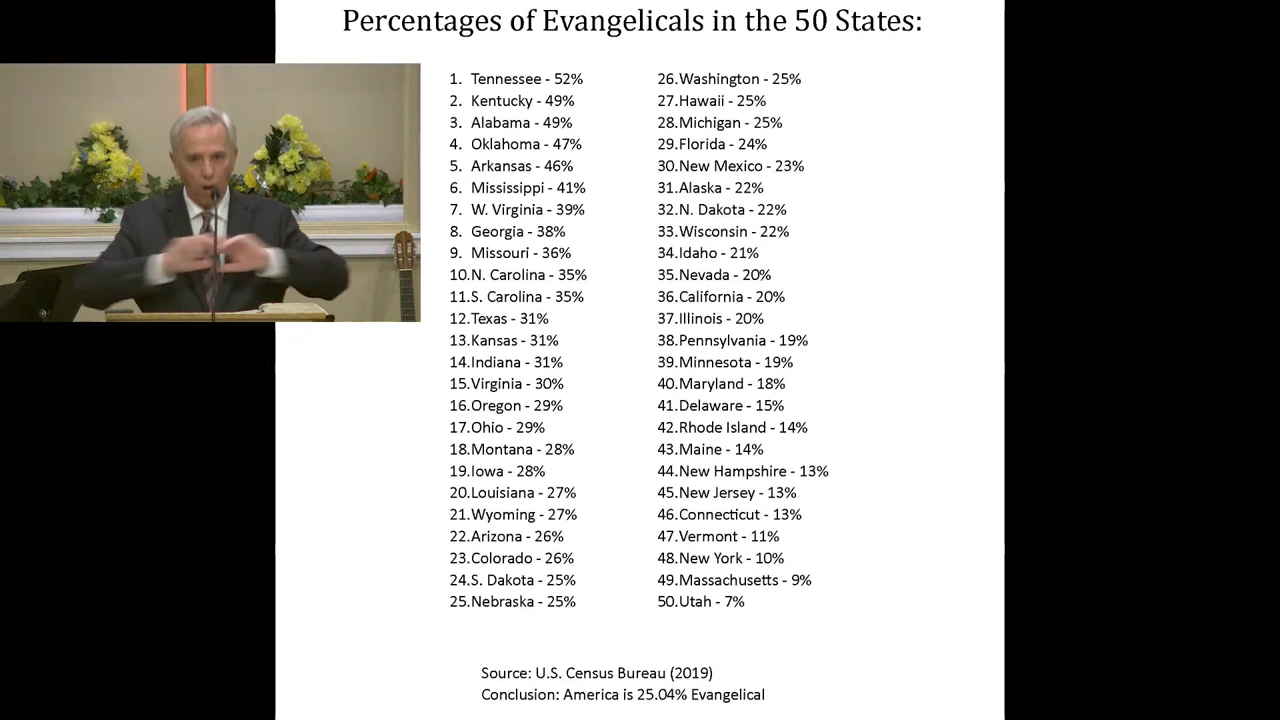 Percentages of Evangelicals in the 50 States:
1. Tennessee - 52%
2. Kentucky - 49%
3. Alabama - 49%
4. Oklahoma - 47%
5. Arkansas - 46%
6. Mississippi - 41%
7. W. Virginia - 39%
8. Georgia - 38%
9. Missouri - 36%
10. N. Carolina - 35%
11. S. Carolina - 35%
12. Texas - 31%
13. Kansas - 31%
14. Indiana - 31%
15. Virginia - 30%
16. Oregon - 29%
17. Ohio - 29%
18. Montana - 28%
19. Iowa - 28%
20. Louisiana - 27%
21. Wyoming - 27%
22. Arizona - 26%
23. Colorado - 26%
24. S. Dakota - 25%
25. Nebraska - 25%
26. Washington - 25%
27. Hawaii - 25%
28. Michigan - 25%
29. Florida - 24%
30. New Mexico - 23%
31. Alaska - 22%
32. N. Dakota - 22%
33. Wisconsin - 22%
34. Idaho - 21%
35. Nevada - 20%
36. California - 20%
37. Illinois - 20%
38. Pennsylvania - 19%
39. Minnesota - 19%
40. Maryland - 18%
41. Delaware - 15%
42. Rhode Island - 14%
43. Maine - 14%
44. New Hampshire - 13%
45. New Jersey - 13%
46. Connecticut - 13%
47. Vermont - 11%
48. New York - 10%
49. Massachusetts - 9%
50. Utah - 7%
Source: U.S. Census Bureau (2019)
Conclusion: America is 25.04% Evangelical